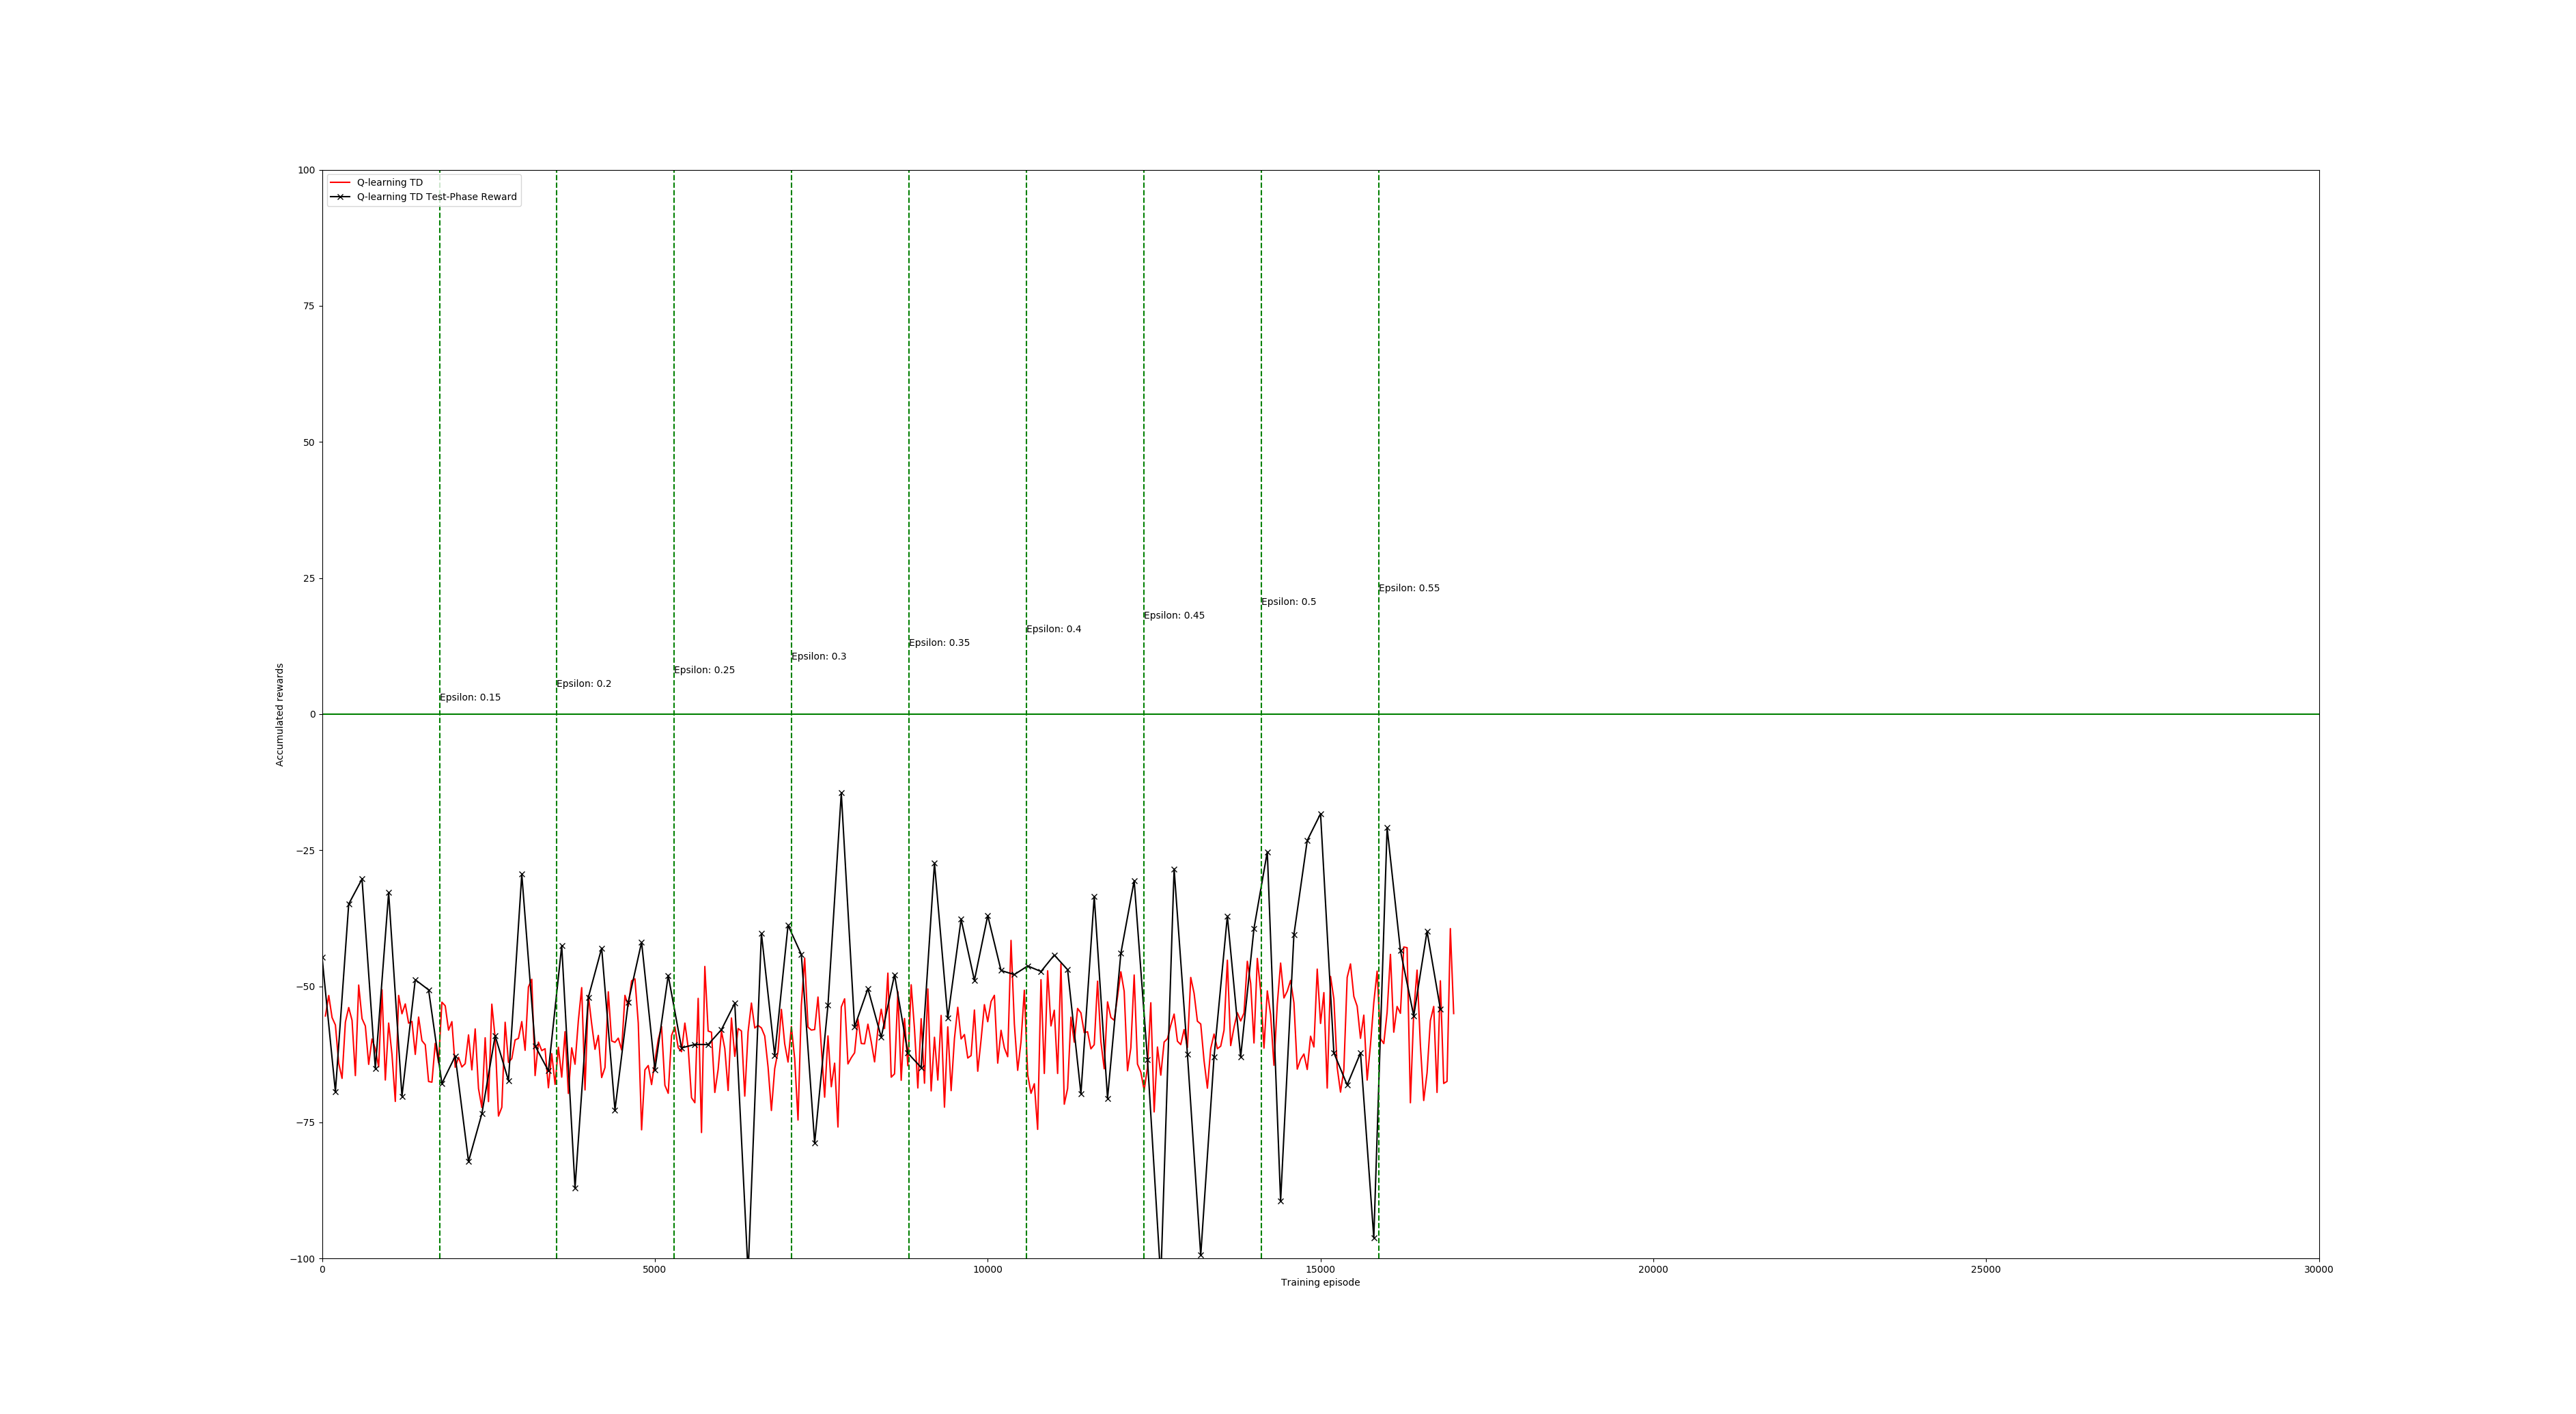 Q-learning TD
Q-learning TD Test-Phase Reward
100
75
50
25
0
−25
−50
−75
−100
Accumulated rewards
Epsilon: 0.15
Epsilon: 0.2
Epsilon: 0.25
Epsilon: 0.3
Epsilon: 0.35
Epsilon: 0.4
Epsilon: 0.45
Epsilon: 0.5
Epsilon: 0.55
0 5000 10000 15000 20000 25000 30000
Training episode